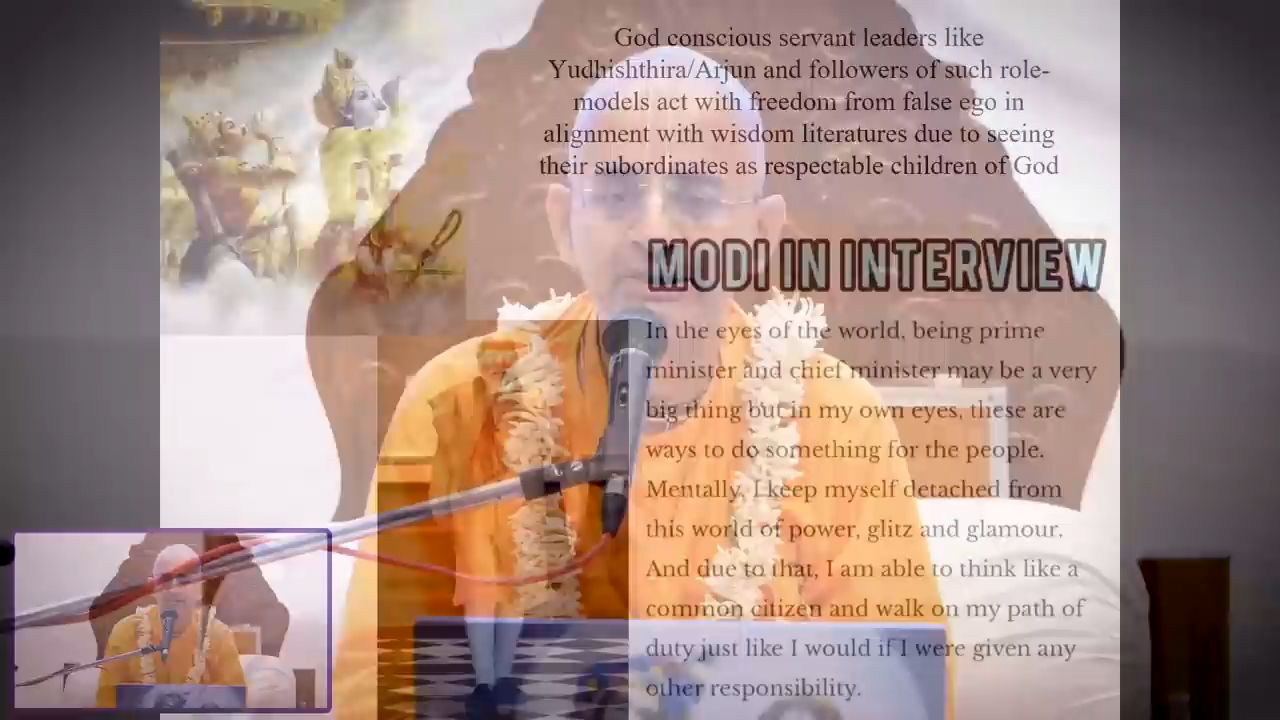 God conscious servant leaders like
Yudhishthira/Arjun and followers of such role-
models act with freedom from false ego in
alignment with wisdom literatures due to seeing
their subordinates as respectable children of God
MODI IN INTERVIEW
In the eyes of the world, being prime
minister and chief minister may be a very
big thing but in my own eyes, these are
ways to do something for the people.
Mentally, I keep myself detached from
this world of power, glitz and glamour.
And due to that, I am able to think like a
common citizen and walk on my path of
duty just like I would if I were given any
other responsibility.